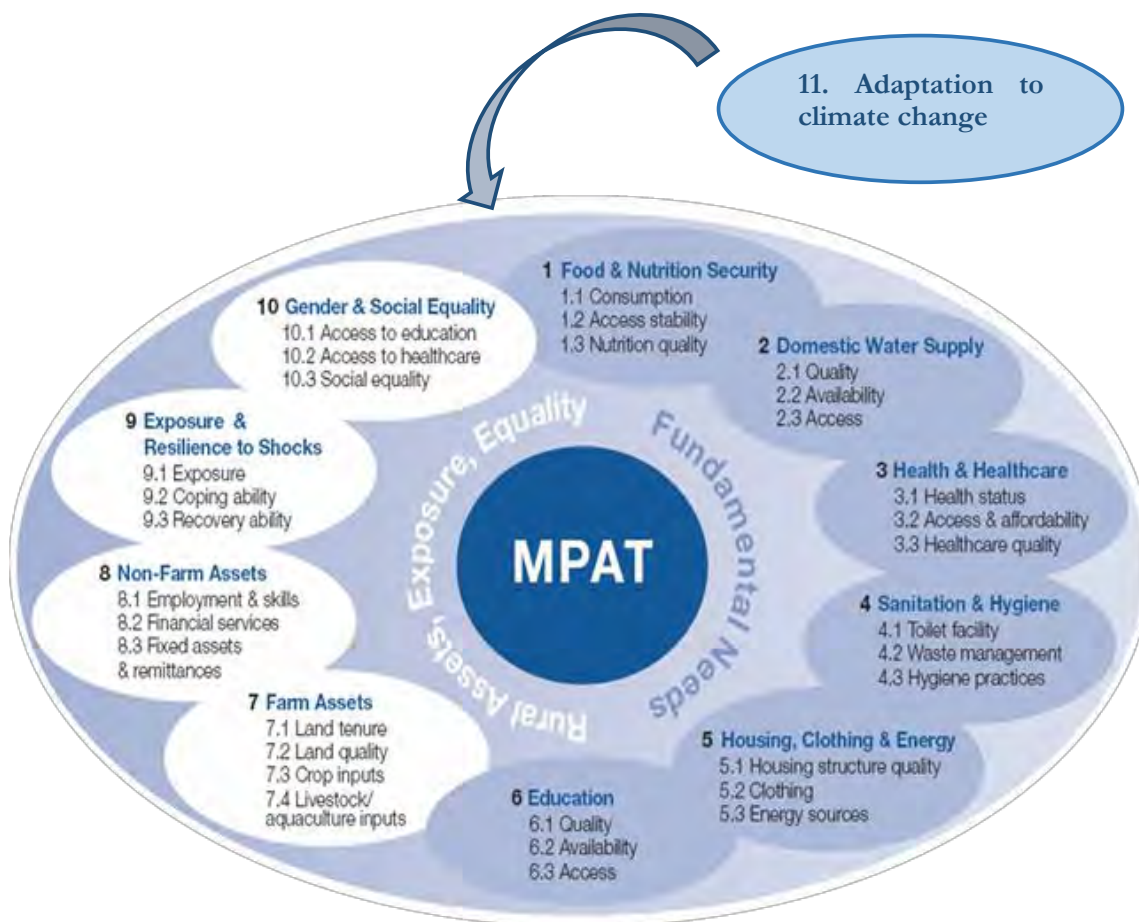 11. Adaptation to
climate change
1 Food & Nutrition Security
1.1 Consumption
1.2 Access stability
1.3 Nutrition quality
2 Domestic Water Supply
2.1 Quality
2.2 Availability
2.3 Access
3 Health & Healthcare
3.1 Health status
3.2 Access & affordability
3.3 Healthcare quality
4 Sanitation & Hygiene
4.1 Toilet facility
4.2 Waste management
4.3 Hygiene practices
5 Housing, Clothing & Energy
5.1 Housing structure quality
5.2 Clothing
5.3 Energy sources
6 Education
6.1 Quality
6.2 Availability
6.3 Access
7 Farm Assets
7.1 Land tenure
7.2 Land quality
7.3 Crop inputs
7.4 Livestock/
aquaculture inputs
8 Non-Farm Assets
8.1 Employment & skills
8.2 Financial services
8.3 Fixed assets
& remittances
9 Exposure &
Resilience to Shocks
9.1 Exposure
9.2 Coping ability
9.3 Recovery ability
10 Gender & Social Equality
10.1 Access to education
10.2 Access to healthcare
10.3 Social equality
Rural Assets, Exposure, Equality
Fundamental Needs
MPAT